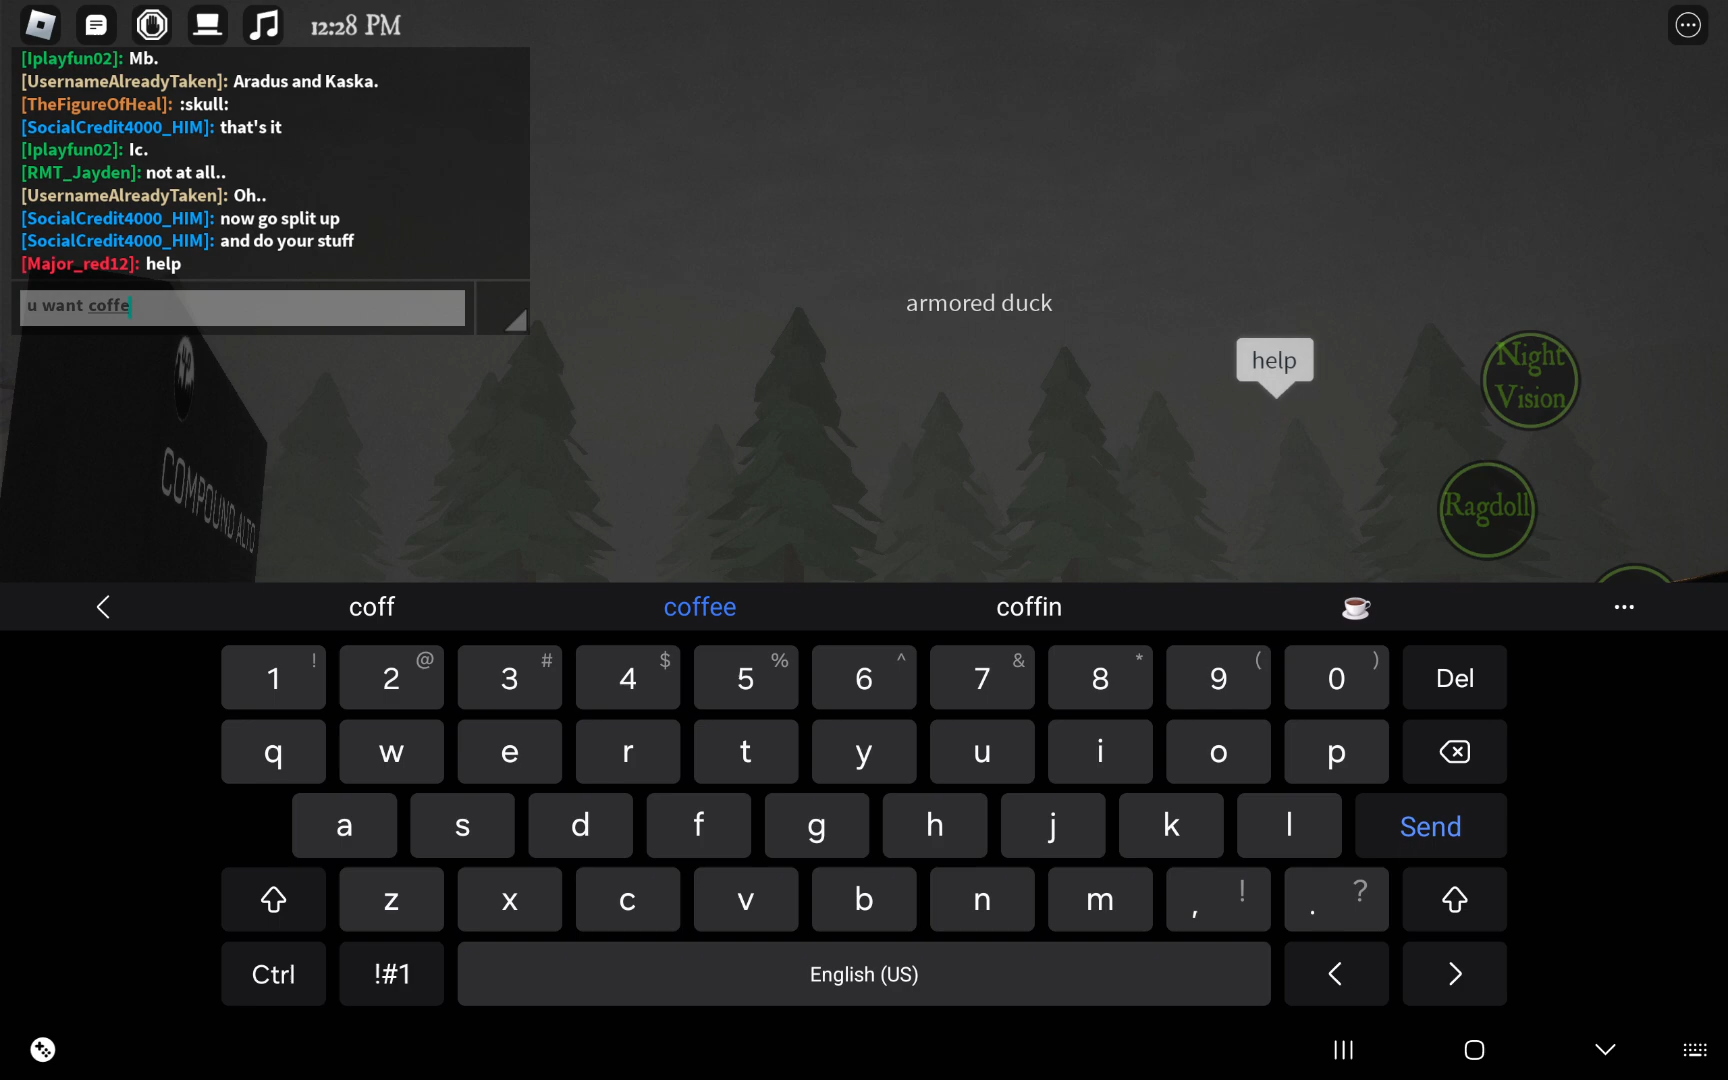 12:28 PM
[Iplayfun02]: Mb.
[UsernameAlreadyTaken]: Aradus and Kaska.
[TheFigureOfHeal]: :skull:
[SocialCredit4000_HIM]: that's it
[Iplayfun02]: Ic.
[RMT_Jayden]: not at all..
[UsernameAlreadyTaken]: Oh..
[SocialCredit4000_HIM]: now go split up
[SocialCredit4000_HIM]: and do your stuff
[Major_red12]: help
u want coffe
armored duck
help
Night
Vision
Ragdoll
COMPOUND ALTO
coff coffee coffin
1 ! 2 @ 3 # 4 $ 5 % 6 ^ 7 & 8 * 9 ( 0 ) Del
q w e r t y u i o p
a s d f g h j k l Send
z x c v b n m , ! . ?
Ctrl !#1 English (US) < >